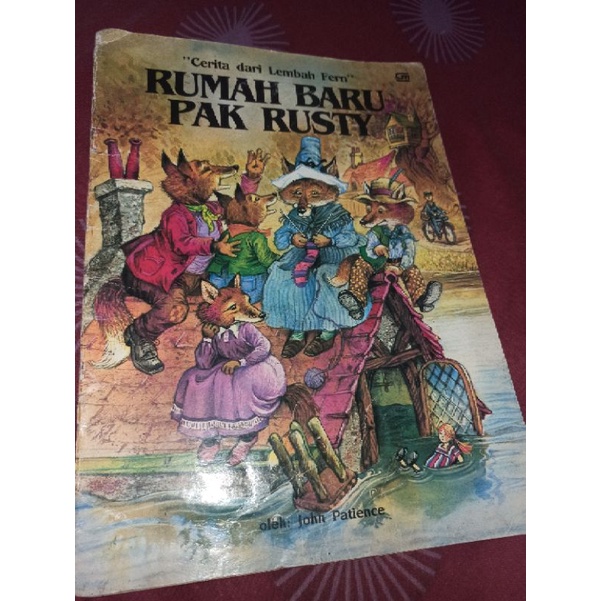 "Cerita dari Lembah Fern"
RUMAH BARU
PAK RUSTY
oleh: John Patience